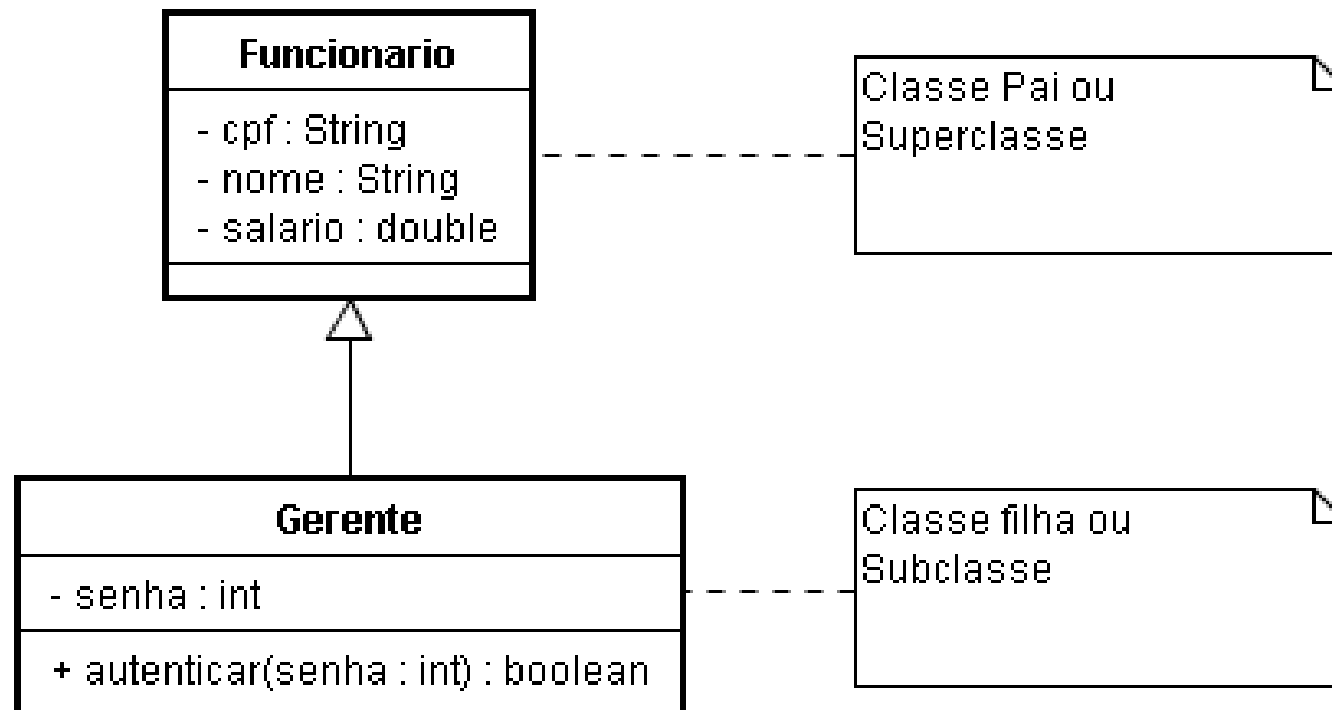 Funcionario
- cpf : String
- nome : String
- salario : double
Classe Pai ou
Superclasse
Gerente
- senha : int
+ autenticar(senha : int) : boolean
Classe filha ou
Subclasse